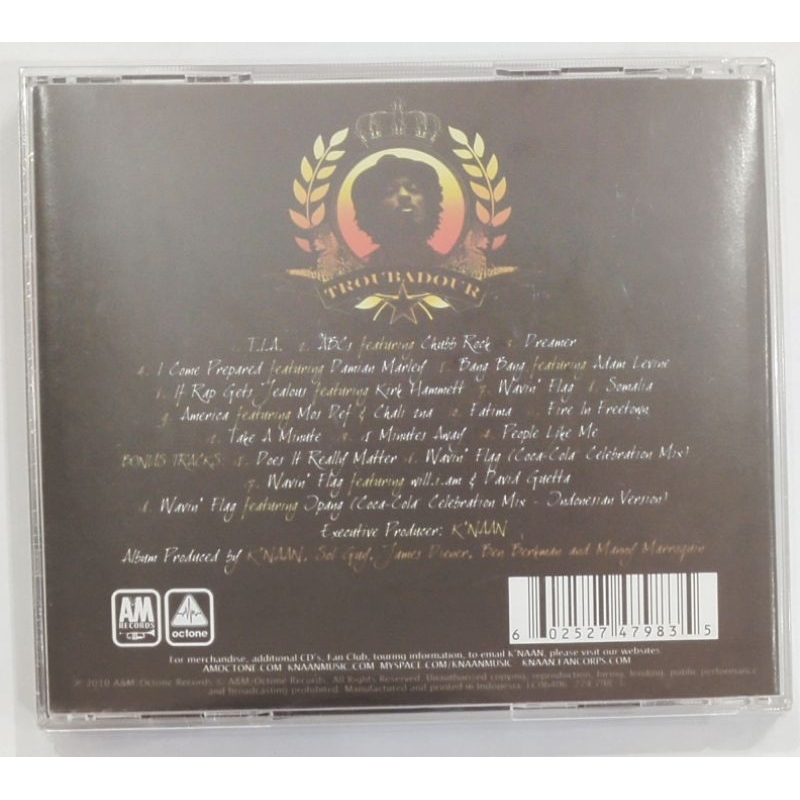 TROUBADOUR
1. T.I.A. 2. ABCs featuring Chubb Rock 3. Dreamer
4. I Come Prepared featuring Damian Marley 5. Bang Bang featuring Adam Levine
6. If Rap Gets Jealous featuring Kirk Hammett 7. Wavin' Flag 8. Somalia
9. America featuring Mos Def & Chali 2na 10. Fatima 11. Fire In Freetown
12. Take A Minute 13. 15 Minutes Away 14. People Like Me
BONUS TRACKS: 15. Does It Really Matter 16. Wavin' Flag (Coca-Cola® Celebration Mix)
17. Wavin' Flag featuring will.i.am & David Guetta
18. Wavin' Flag featuring Ipang (Coca-Cola® Celebration Mix - Indonesian Version)
Executive Producer: K'NAAN
Album Produced by K'NAAN, Sol Guy, James Diener, Ben Berkman and Manny Marroquin
A&M RECORDS
octone
6 02527 47983 5
For merchandise, additional CD's, Fan Club, touring information, to email K'NAAN, please visit our websites.
AMOCTONE.COM KNAANMUSIC.COM MYSPACE.COM/KNAANMUSIC KNAAN.FANCORPS.COM
℗ 2010 A&M/Octone Records © A&M/Octone Records. All Rights Reserved. Unauthorized copying, reproduction, hiring, lending, public performance
and broadcasting prohibited. Manufactured and printed in Indonesia. LC06406